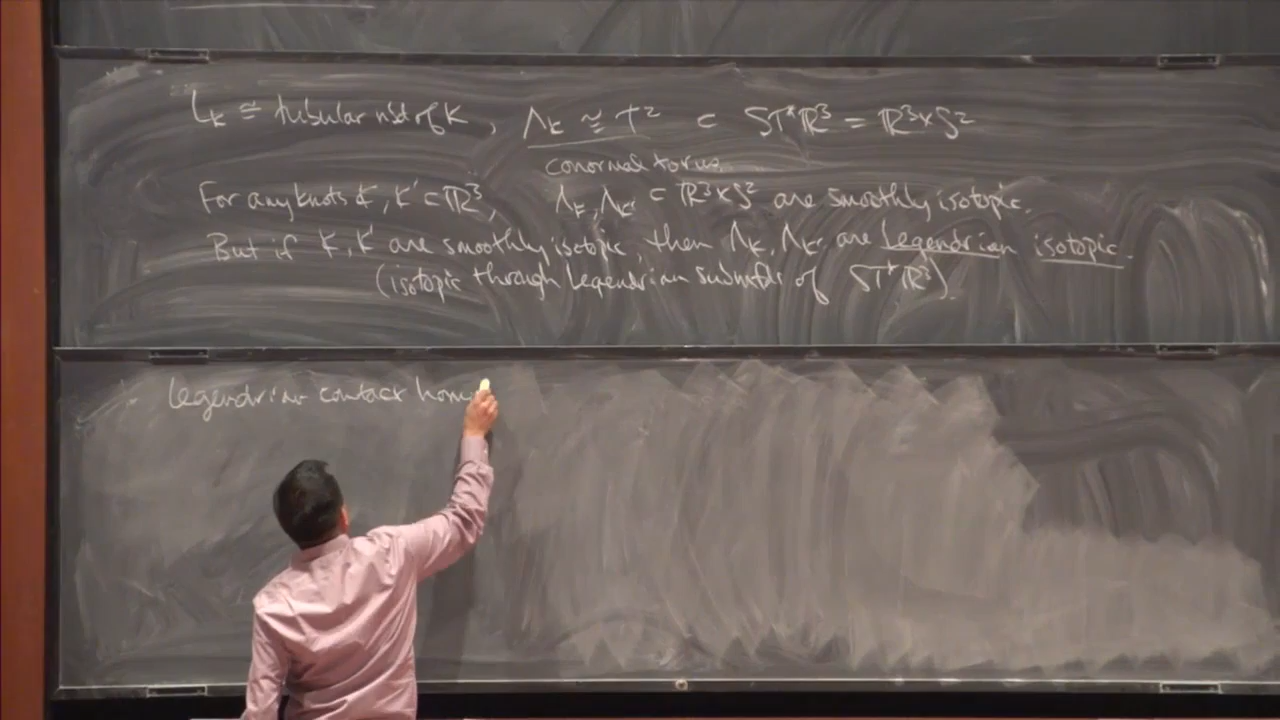 L_K ≅ tubular nbd of K, Λ_K ≅ T² ⊂ ST*ℝ³ = ℝ³×S²
conormal torus.
For any knots K, K' ⊂ ℝ³, Λ_K, Λ_K' ⊂ ℝ³×S² are smoothly isotopic.
But if K, K' are smoothly isotopic, then Λ_K, Λ_K' are Legendrian isotopic.
(isotopic through Legendrian submflds of ST*ℝ³).
Legendrian contact hom